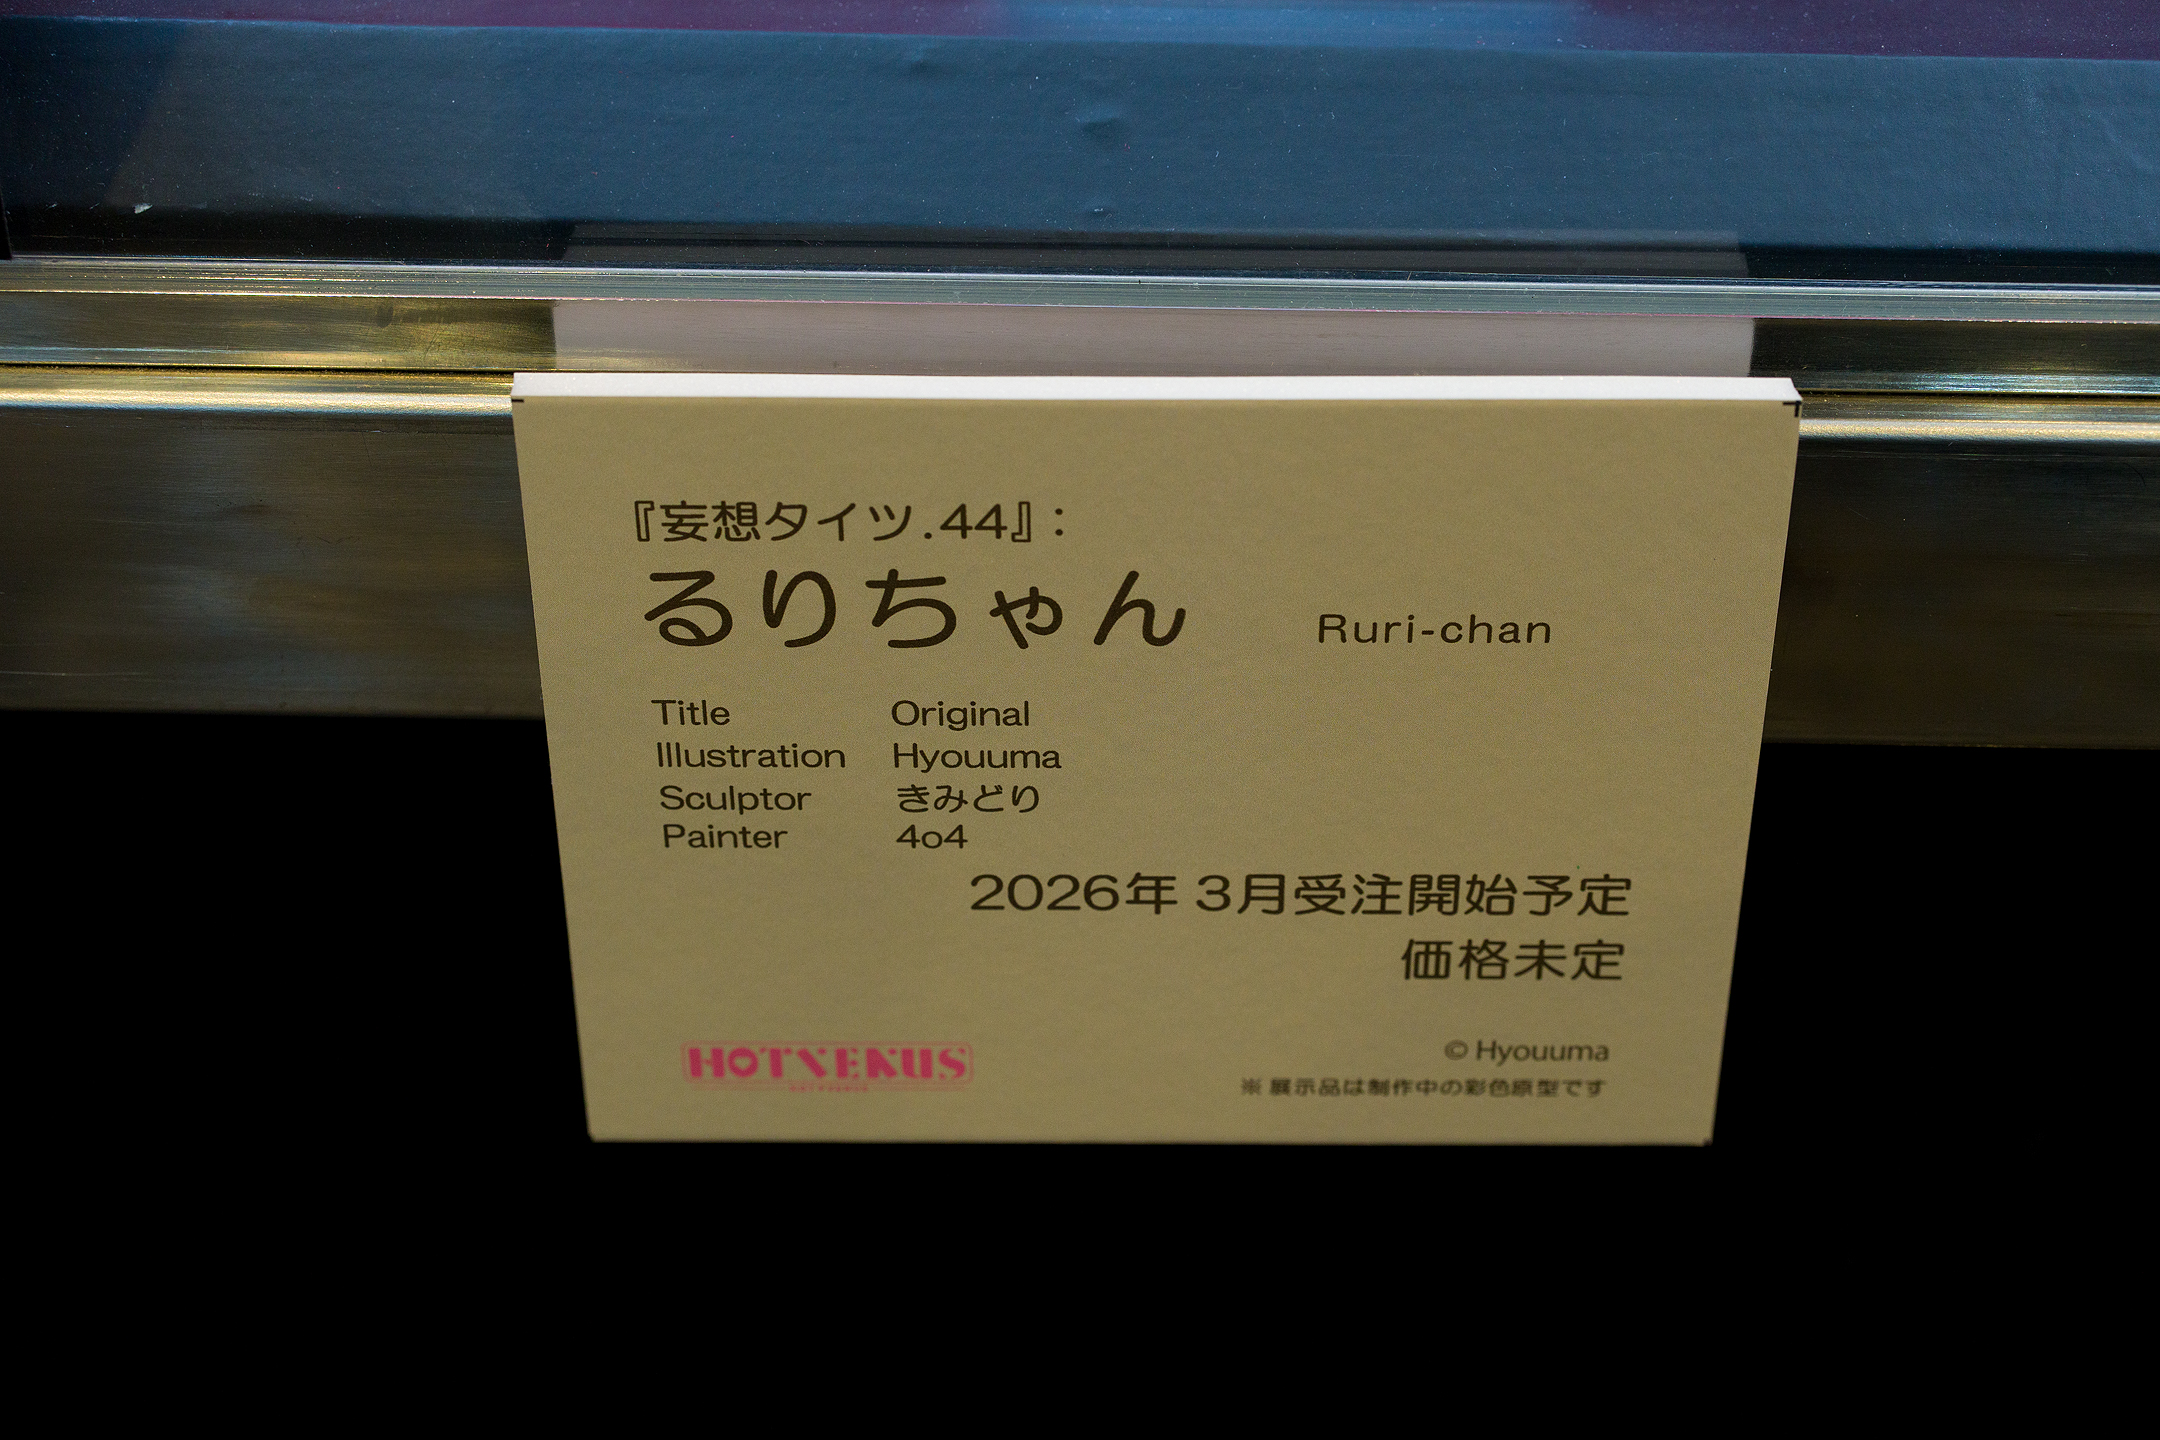 『妄想タイツ.44』:
るりちゃん Ruri-chan
Title Original
Illustration Hyouuma
Sculptor きみどり
Painter 4o4
2026年 3月受注開始予定
価格未定
HOTVENUS
© Hyouuma
※ 展示品は制作中の彩色原型です